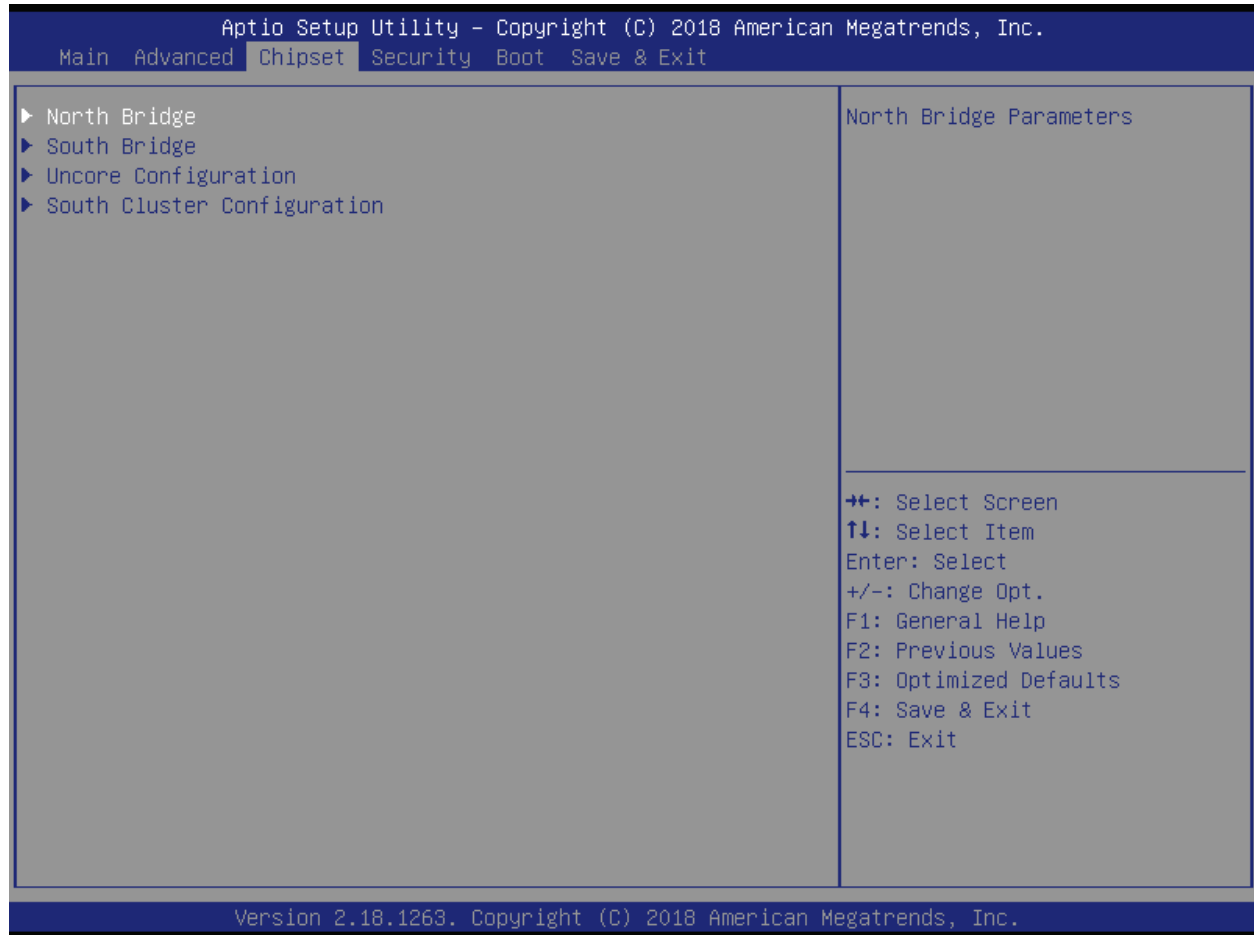 Aptio Setup Utility – Copyright (C) 2018 American Megatrends, Inc.
Main Advanced Chipset Security Boot Save & Exit
▶ North Bridge
▶ South Bridge
▶ Uncore Configuration
▶ South Cluster Configuration
North Bridge Parameters
→←: Select Screen
↑↓: Select Item
Enter: Select
+/-: Change Opt.
F1: General Help
F2: Previous Values
F3: Optimized Defaults
F4: Save & Exit
ESC: Exit
Version 2.18.1263. Copyright (C) 2018 American Megatrends, Inc.